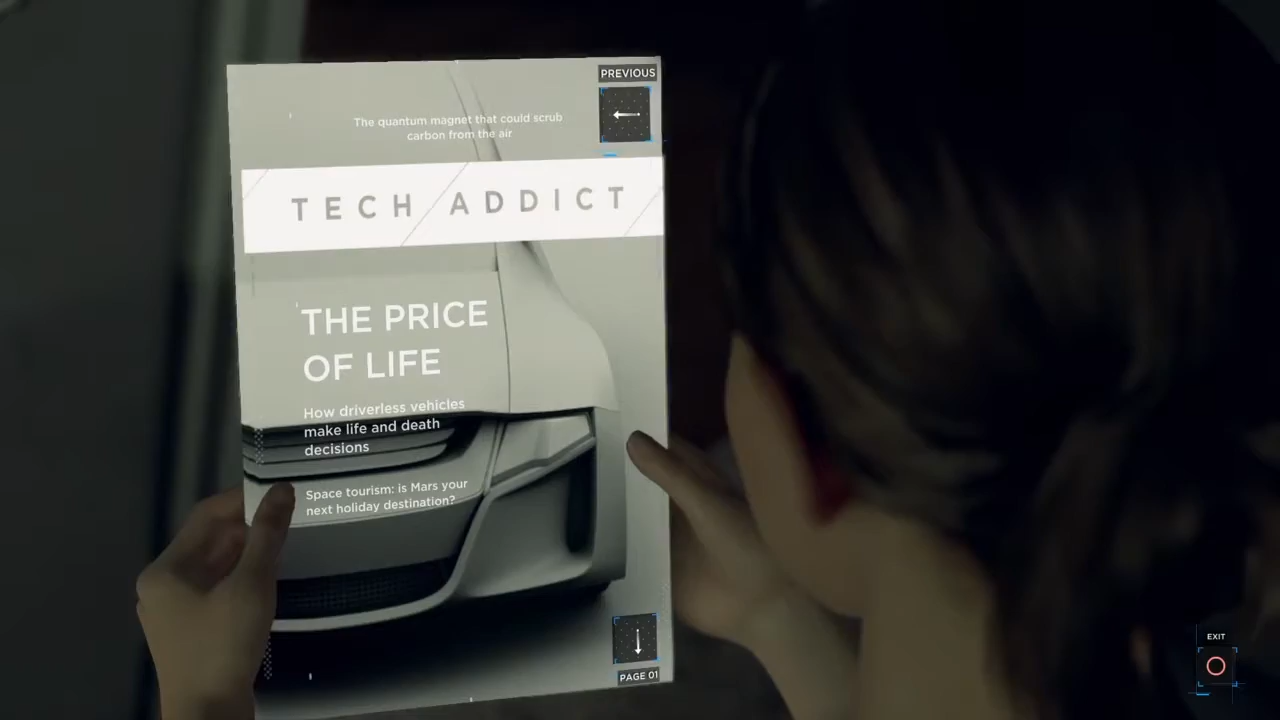 PREVIOUS
The quantum magnet that could scrub
carbon from the air
TECH ADDICT
THE PRICE
OF LIFE
How driverless vehicles
make life and death
decisions
Space tourism: is Mars your
next holiday destination?
PAGE 01
EXIT